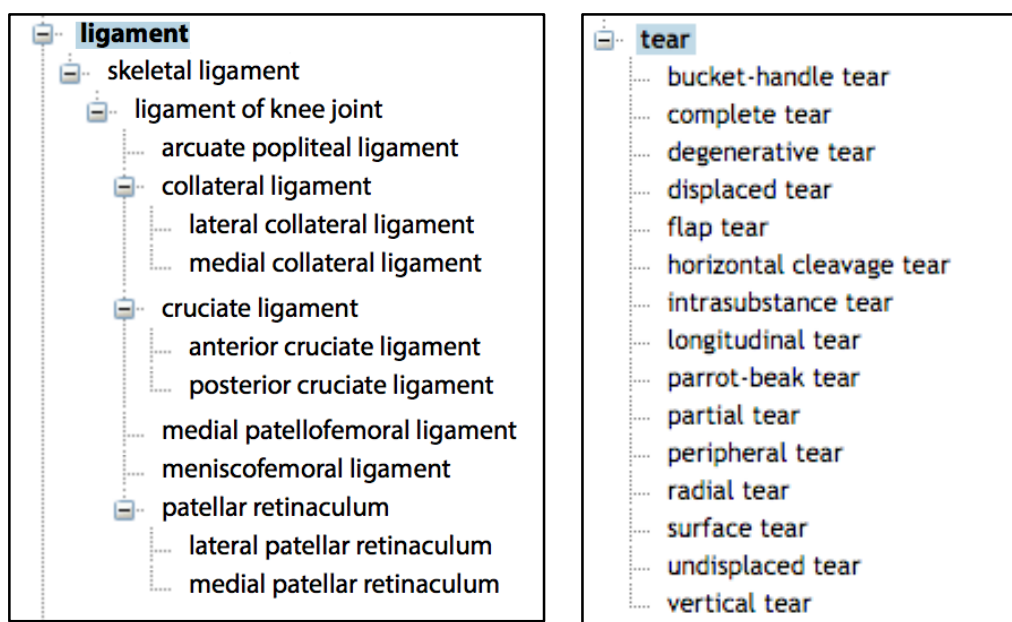 ligament
skeletal ligament
ligament of knee joint
arcuate popliteal ligament
collateral ligament
lateral collateral ligament
medial collateral ligament
cruciate ligament
anterior cruciate ligament
posterior cruciate ligament
medial patellofemoral ligament
meniscofemoral ligament
patellar retinaculum
lateral patellar retinaculum
medial patellar retinaculum
tear
bucket-handle tear
complete tear
degenerative tear
displaced tear
flap tear
horizontal cleavage tear
intrasubstance tear
longitudinal tear
parrot-beak tear
partial tear
peripheral tear
radial tear
surface tear
undisplaced tear
vertical tear